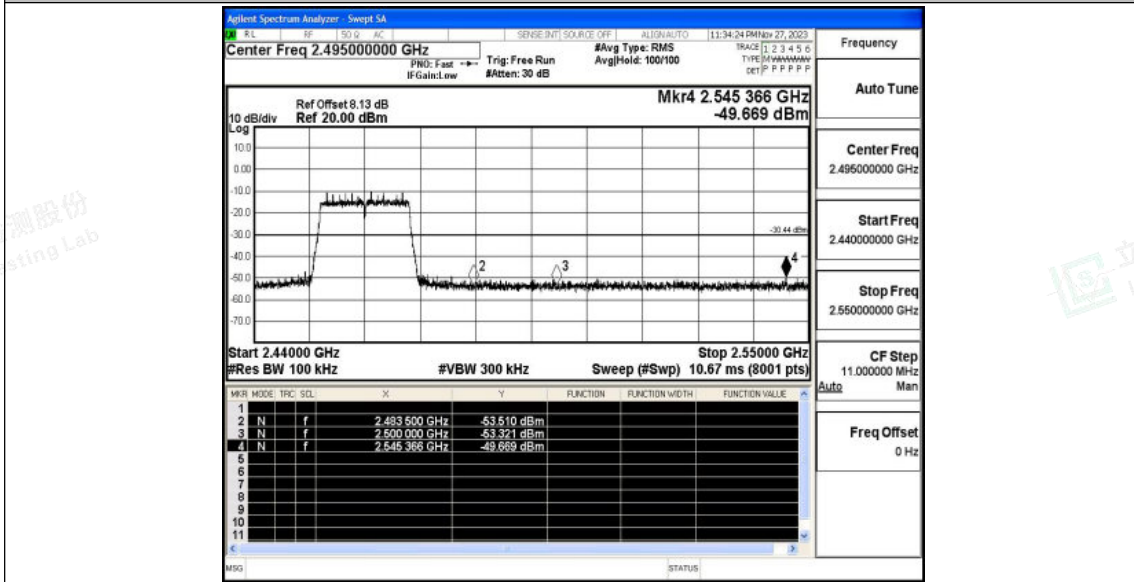 Agilent Spectrum Analyzer - Swept SA
RL RF 50 Ω AC SENSE:INT SOURCE OFF ALIGNAUTO 11:34:24 PM Nov 27, 2023
Center Freq 2.495000000 GHz
PNO: Fast
IFGain:Low
Trig: Free Run
#Atten: 30 dB
#Avg Type: RMS
Avg|Hold: 100/100
TRACE 1 2 3 4 5 6
TYPE M
DET P P P P P P
Frequency
Auto Tune
Center Freq
2.495000000 GHz
Start Freq
2.440000000 GHz
Stop Freq
2.550000000 GHz
CF Step
11.000000 MHz
Auto Man
Freq Offset
0 Hz
Mkr4 2.545 366 GHz
-49.669 dBm
Ref Offset 8.13 dB
10 dB/div Ref 20.00 dBm
Log
10.0
0.00
-10.0
-20.0
-30.0
-30.44 dBm
-40.0
-50.0
-60.0
-70.0
2
3
4
Start 2.44000 GHz Stop 2.55000 GHz
#Res BW 100 kHz #VBW 300 kHz Sweep (#Swp) 10.67 ms (8001 pts)
MKR MODE TRC SCL X Y FUNCTION FUNCTION WIDTH FUNCTION VALUE
1
2 N f 2.483 500 GHz -53.510 dBm
3 N f 2.500 000 GHz -53.321 dBm
4 N f 2.545 366 GHz -49.669 dBm
5
6
7
8
9
10
11
MSG STATUS
测股份
sting Lab
立